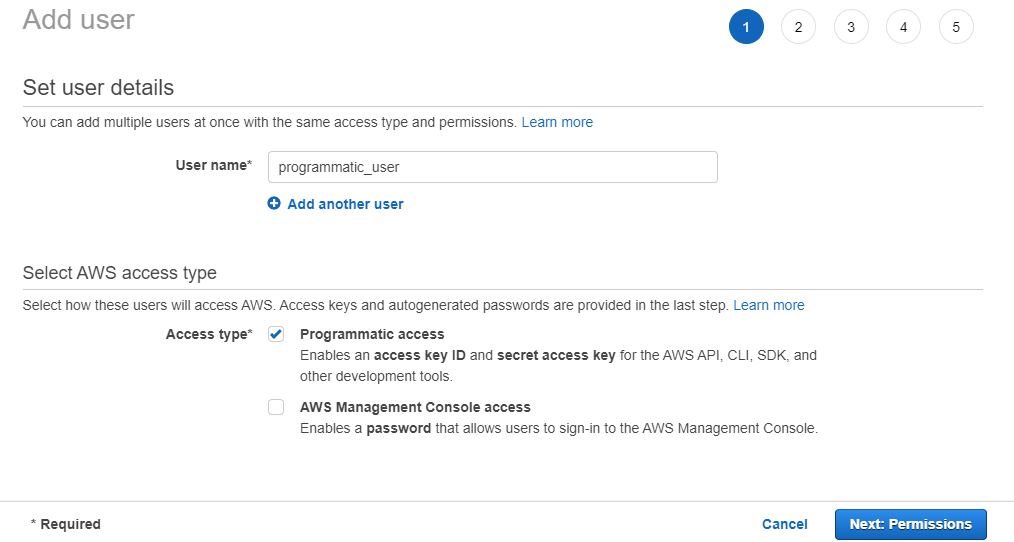 Add user
1 2 3 4 5
Set user details
You can add multiple users at once with the same access type and permissions. Learn more
User name*
programmatic_user
Add another user
Select AWS access type
Select how these users will access AWS. Access keys and autogenerated passwords are provided in the last step. Learn more
Access type*
Programmatic access
Enables an access key ID and secret access key for the AWS API, CLI, SDK, and
other development tools.
AWS Management Console access
Enables a password that allows users to sign-in to the AWS Management Console.
* Required
Cancel
Next: Permissions